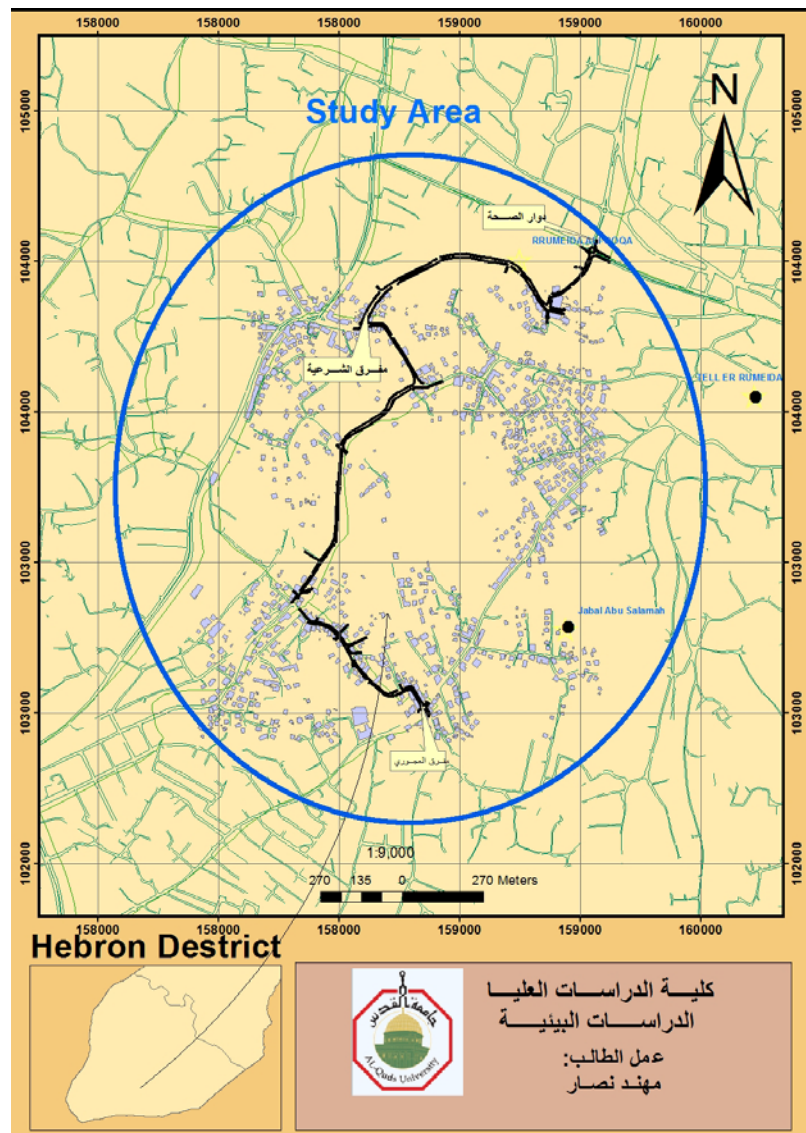 158000 158000 158000 159000 159000 160000
105000
104000
104000
103000
103000
102000
105000
104000
104000
103000
103000
102000
Study Area
N
دوار الصحة
مفرق الشرعية
TELL ER RUMEIDA
Jabal Abu Salamah
1:9,000
270 135 0 270 Meters
158000 158000 158000 159000 159000 160000
Hebron Destrict
جامعة القدس
AL-Quds University
كلية الدراسات العليا
الدراسات البيئية
عمل الطالب:
مهند نصار